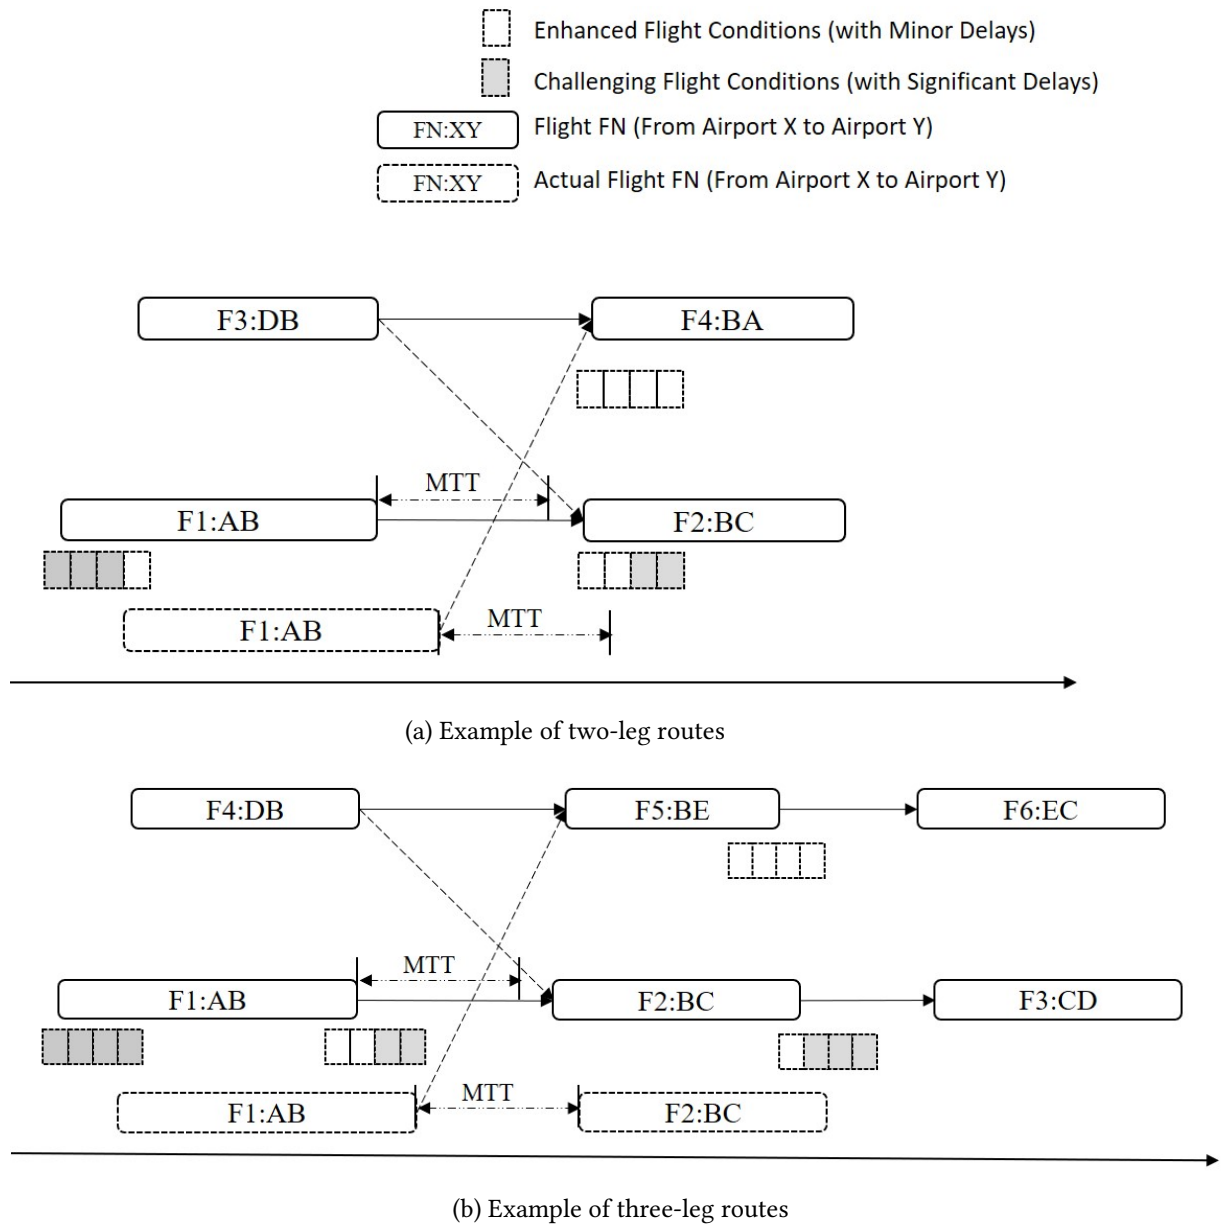 Enhanced Flight Conditions (with Minor Delays)
Challenging Flight Conditions (with Significant Delays)
FN:XY Flight FN (From Airport X to Airport Y)
FN:XY Actual Flight FN (From Airport X to Airport Y)
F3:DB F4:BA
MTT
F1:AB F2:BC
F1:AB MTT
(a) Example of two-leg routes
F4:DB F5:BE F6:EC
MTT
F1:AB F2:BC F3:CD
F1:AB MTT F2:BC
(b) Example of three-leg routes